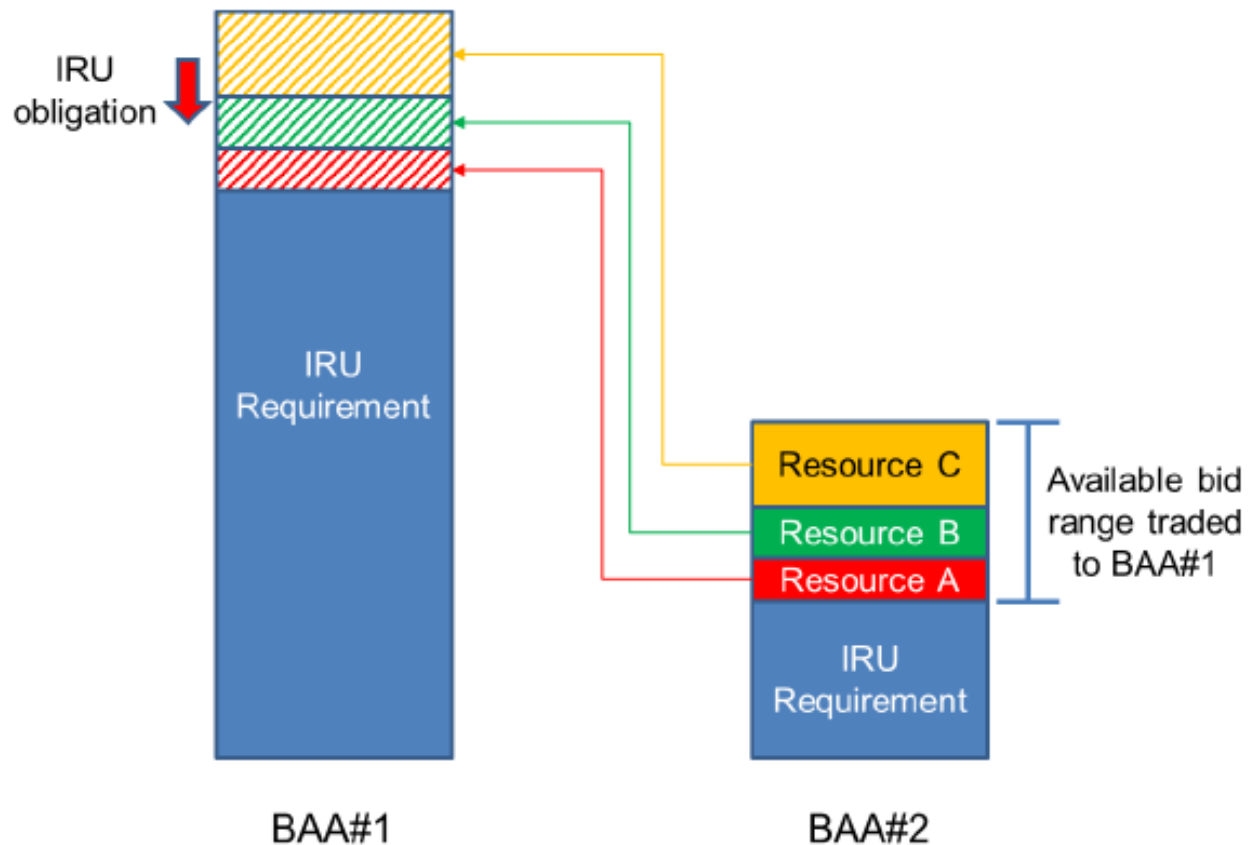 IRU
obligation
IRU
Requirement
Resource C
Resource B
Resource A
Available bid
range traded
to BAA#1
IRU
Requirement
BAA#1
BAA#2